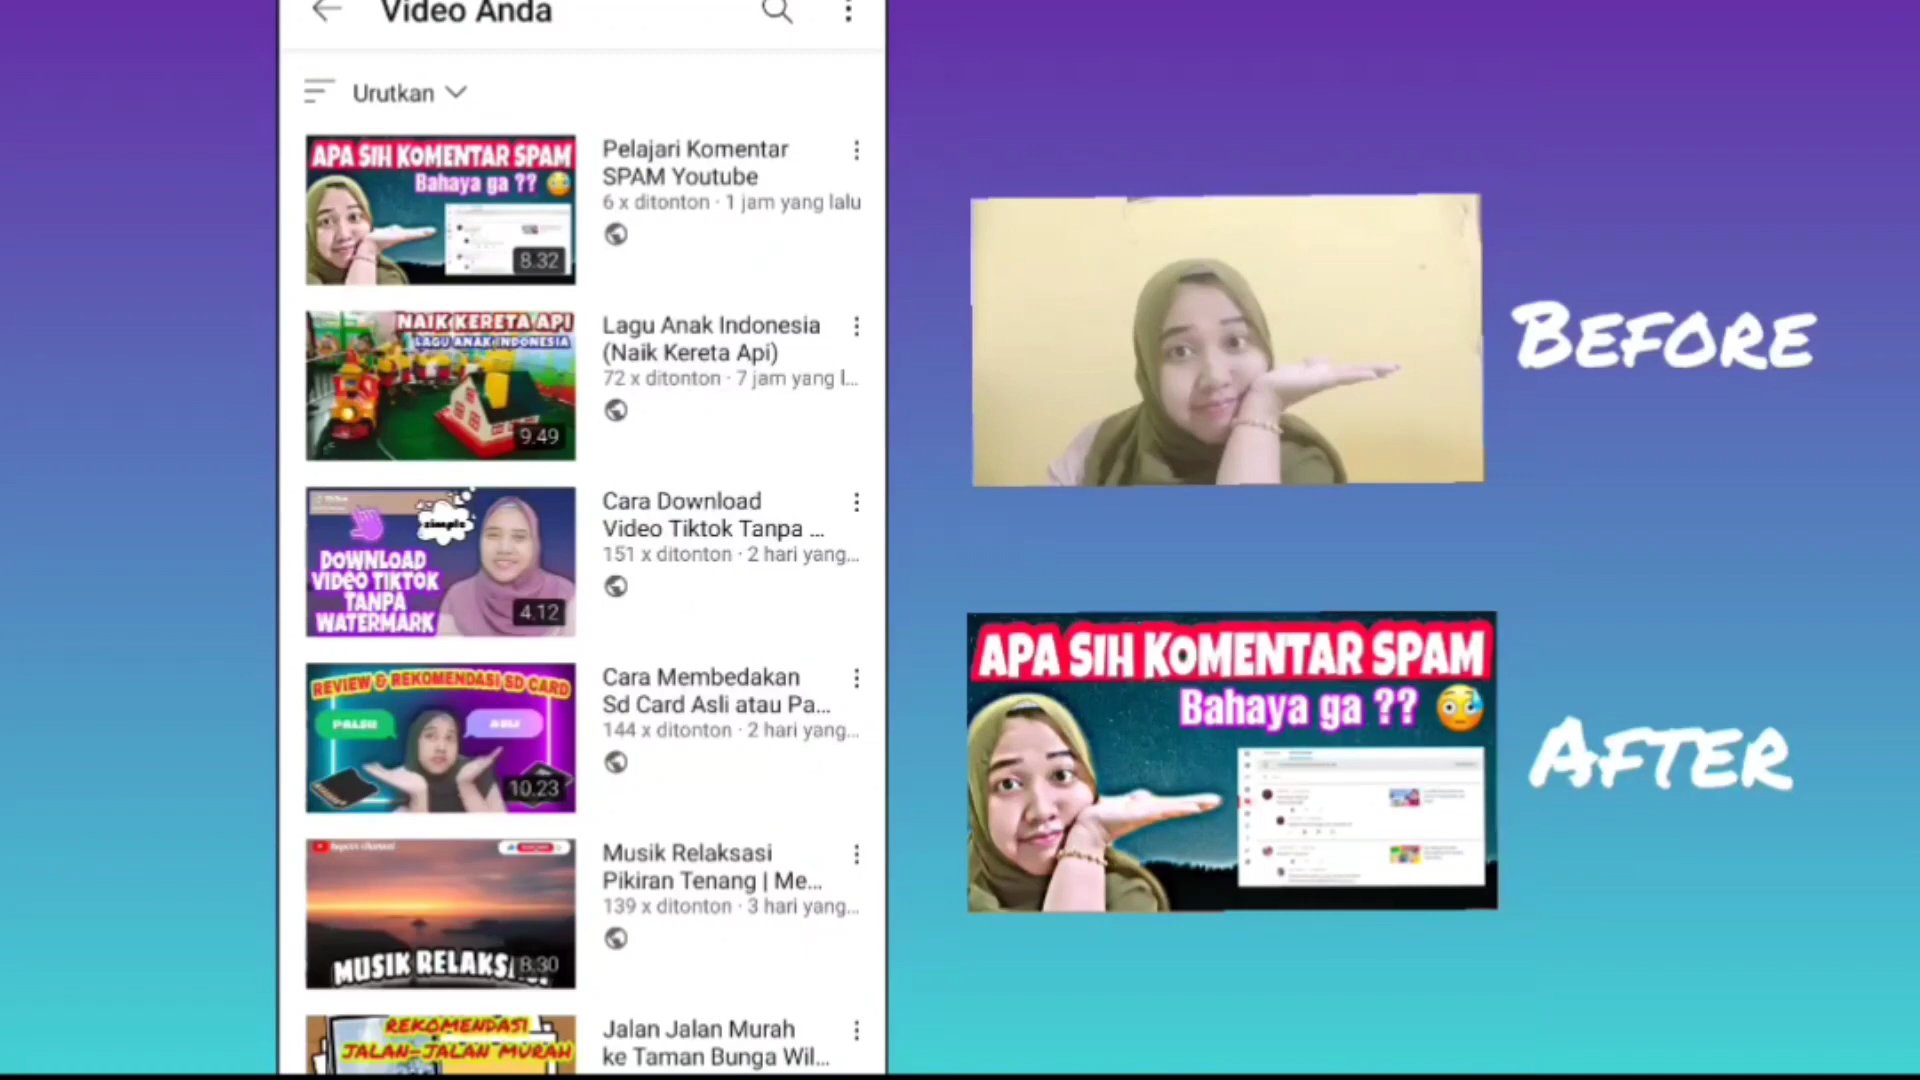 Video Anda
Urutkan
APA SIH KOMENTAR SPAM
Bahaya ga ??
8.32
Pelajari Komentar
SPAM Youtube
6 x ditonton · 1 jam yang lalu
NAIK KERETA API
LAGU ANAK INDONESIA
9.49
Lagu Anak Indonesia
(Naik Kereta Api)
72 x ditonton · 7 jam yang l...
simple
DOWNLOAD
VIDEO TIKTOK
TANPA
WATERMARK
4.12
Cara Download
Video Tiktok Tanpa ...
151 x ditonton · 2 hari yang...
REVIEW & REKOMENDASI SD CARD
PALSU
ASLI
10.23
Cara Membedakan
Sd Card Asli atau Pa...
144 x ditonton · 2 hari yang...
MUSIK RELAKSA
8.30
Musik Relaksasi
Pikiran Tenang | Me...
139 x ditonton · 3 hari yang...
REKOMENDASI
JALAN-JALAN MURAH
Jalan Jalan Murah
ke Taman Bunga Wil...
BEFORE
APA SIH KOMENTAR SPAM
Bahaya ga ??
AFTER